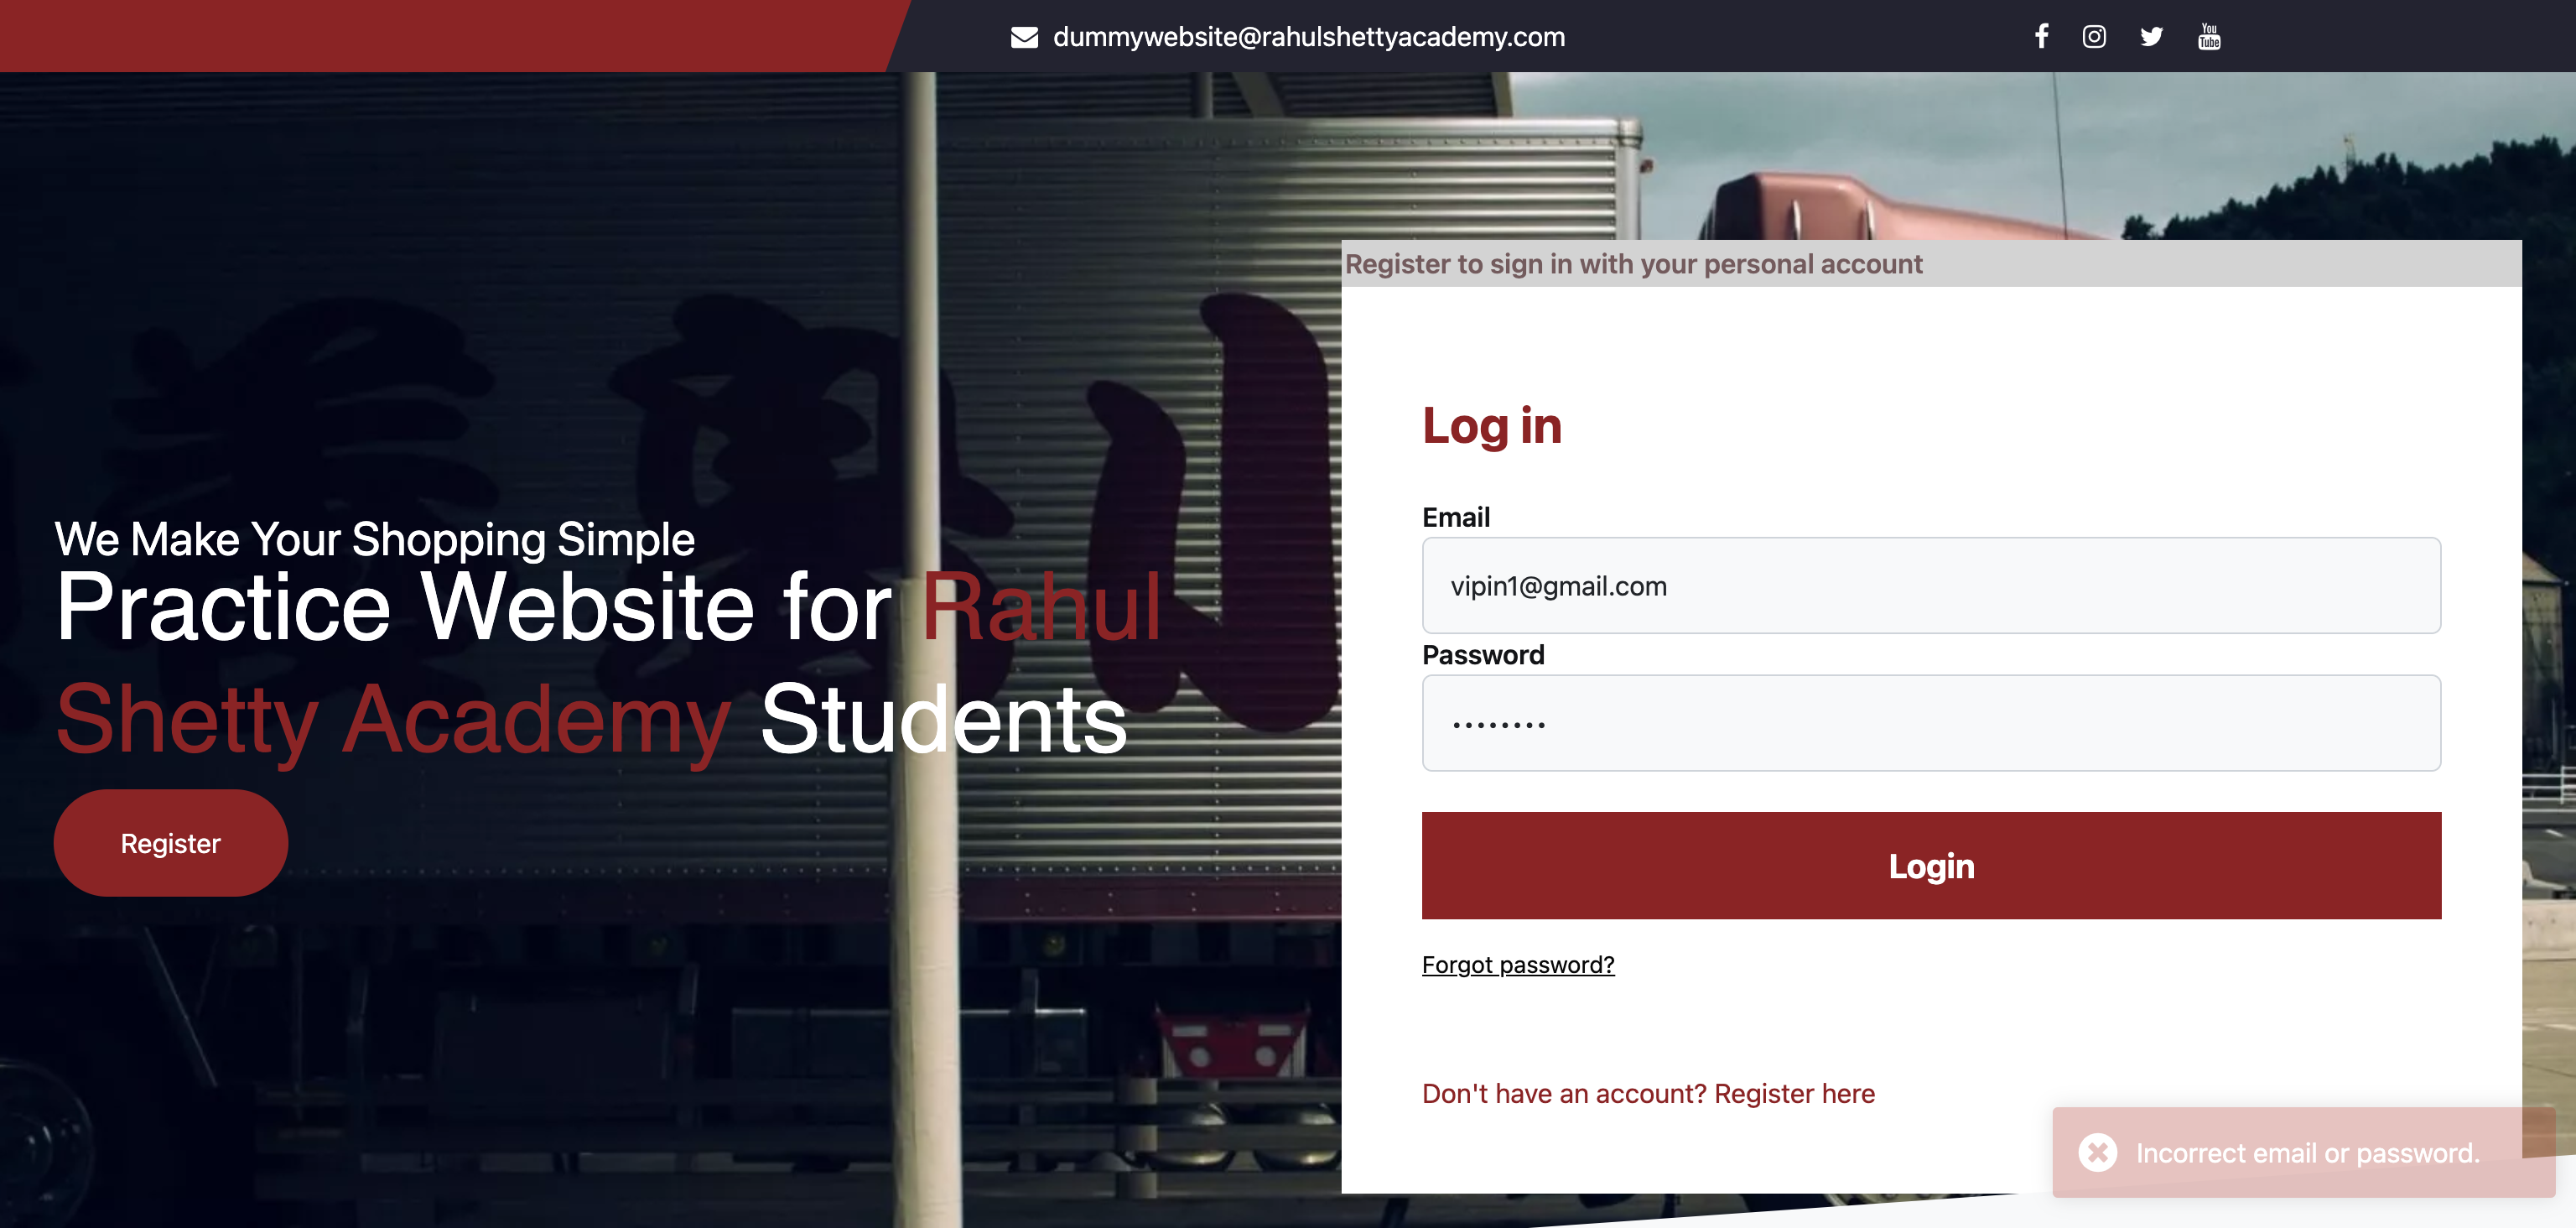 dummywebsite@rahulshettyacademy.com
You
Tube
Register to sign in with your personal account
Log in
Email
vipin1@gmail.com
Password
We Make Your Shopping Simple
Practice Website for Rahul
Shetty Academy Students
Register
Login
Forgot password?
Don't have an account? Register here
Incorrect email or password.